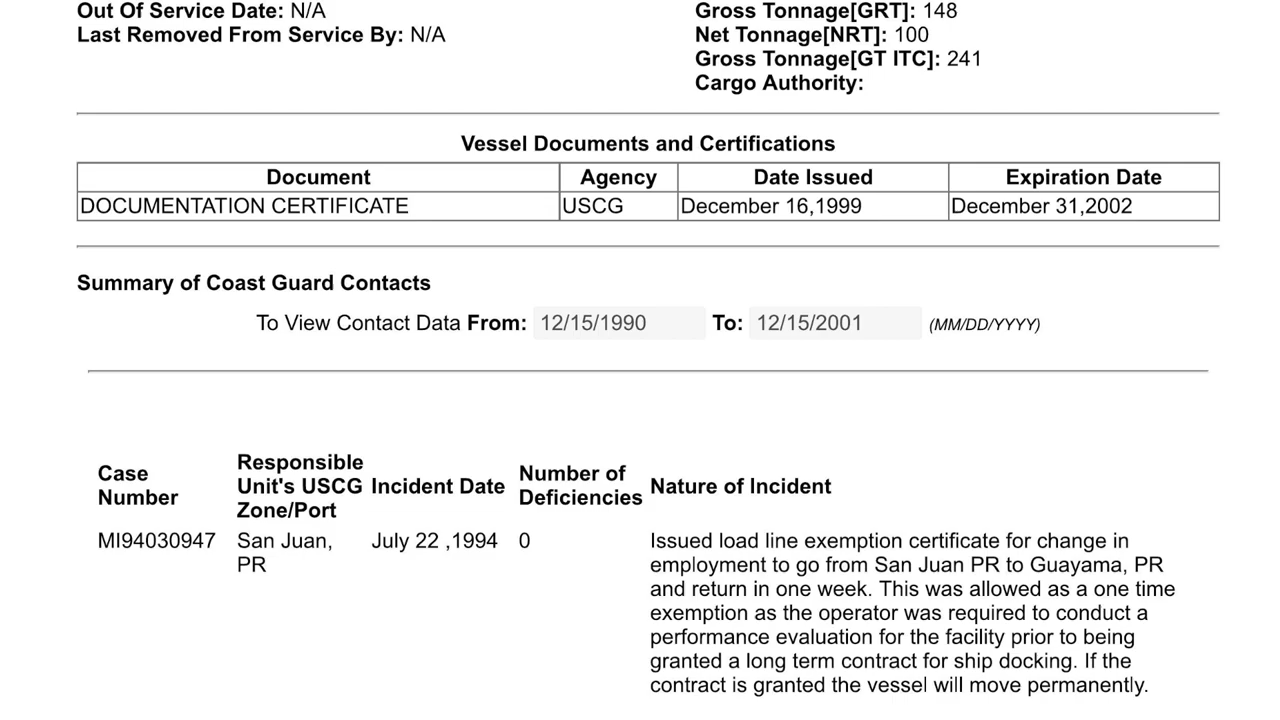 Out Of Service Date: N/A
Last Removed From Service By: N/A
Gross Tonnage[GRT]: 148
Net Tonnage[NRT]: 100
Gross Tonnage[GT ITC]: 241
Cargo Authority:
Vessel Documents and Certifications
Document Agency Date Issued Expiration Date
DOCUMENTATION CERTIFICATE USCG December 16,1999 December 31,2002
Summary of Coast Guard Contacts
To View Contact Data From: 12/15/1990 To: 12/15/2001 (MM/DD/YYYY)
Case
Number
Responsible
Unit's USCG
Zone/Port
Incident Date
Number of
Deficiencies
Nature of Incident
MI94030947
San Juan,
PR
July 22 ,1994
0
Issued load line exemption certificate for change in
employment to go from San Juan PR to Guayama, PR
and return in one week. This was allowed as a one time
exemption as the operator was required to conduct a
performance evaluation for the facility prior to being
granted a long term contract for ship docking. If the
contract is granted the vessel will move permanently.